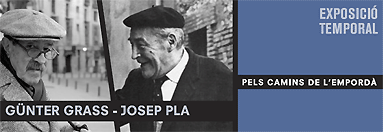 GÜNTER GRASS - JOSEP PLA
EXPOSICIÓ
TEMPORAL
PELS CAMINS DE L'EMPORDÀ